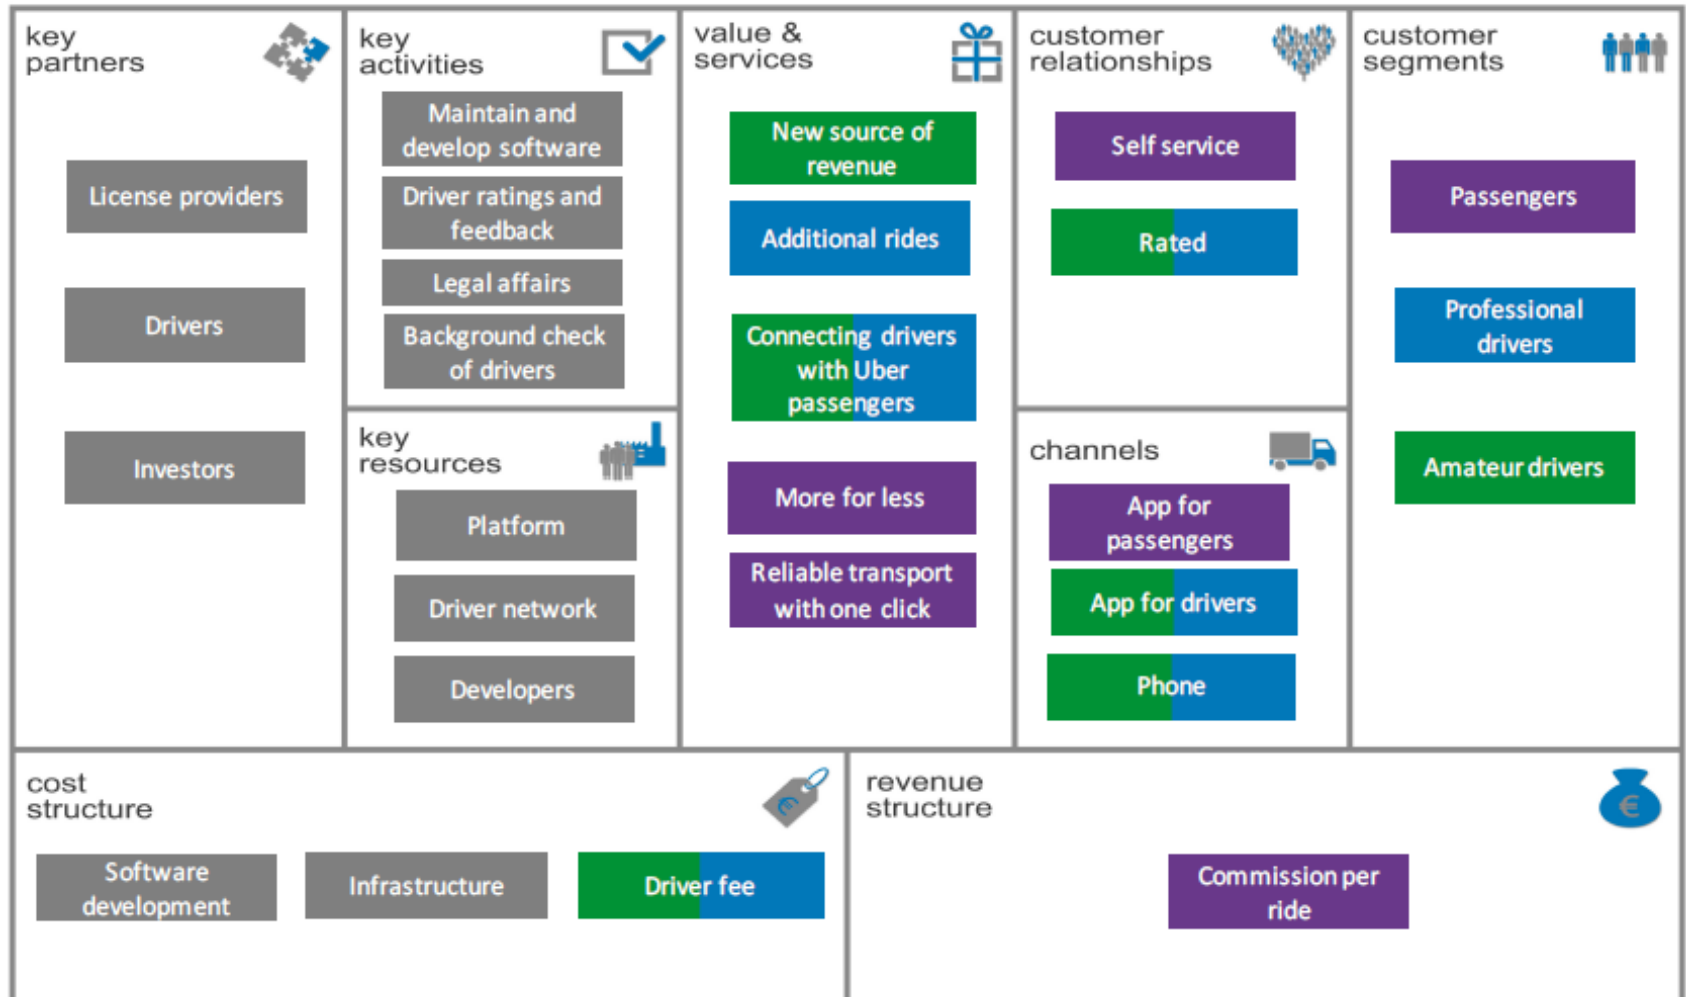 key
partners
License providers
Drivers
Investors
key
activities
Maintain and
develop software
Driver ratings and
feedback
Legal affairs
Background check
of drivers
key
resources
Platform
Driver network
Developers
value &
services
New source of
revenue
Additional rides
Connecting drivers
with Uber
passengers
More for less
Reliable transport
with one click
customer
relationships
Self service
Rated
channels
App for
passengers
App for drivers
Phone
customer
segments
Passengers
Professional
drivers
Amateur drivers
cost
structure
€
Software
development
Infrastructure
Driver fee
revenue
structure
€
Commission per
ride